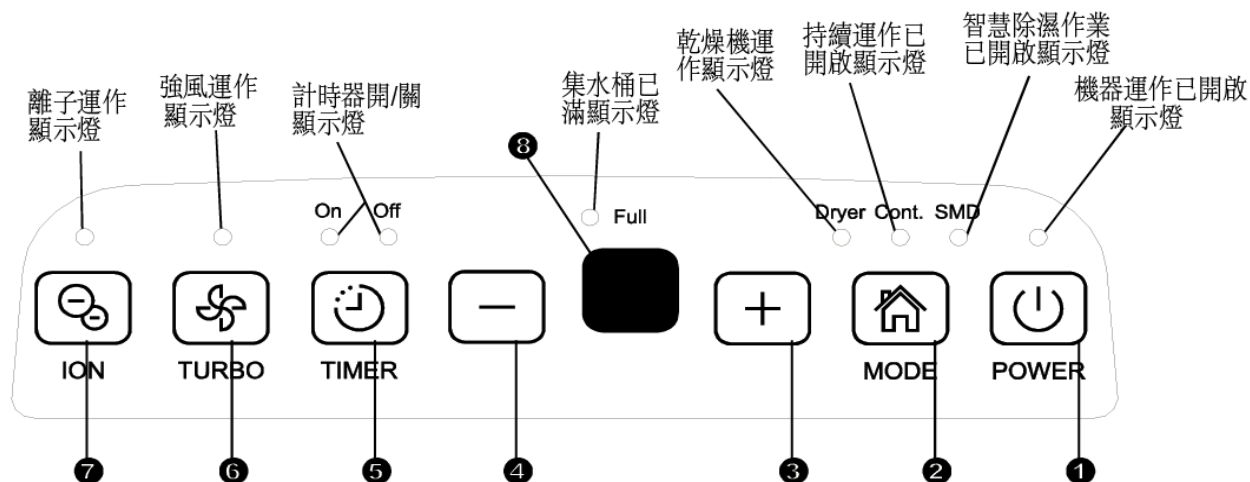 離子運作
顯示燈
強風運作
顯示燈
計時器開/關
顯示燈
集水桶已
滿顯示燈
乾燥機運
作顯示燈
持續運作已
開啟顯示燈
智慧除濕作業
已開啟顯示燈
機器運作已開啟
顯示燈
8
On Off
Full
Dryer Cont. SMD
ION
TURBO
TIMER
MODE
POWER
7
6
5
4
3
2
1